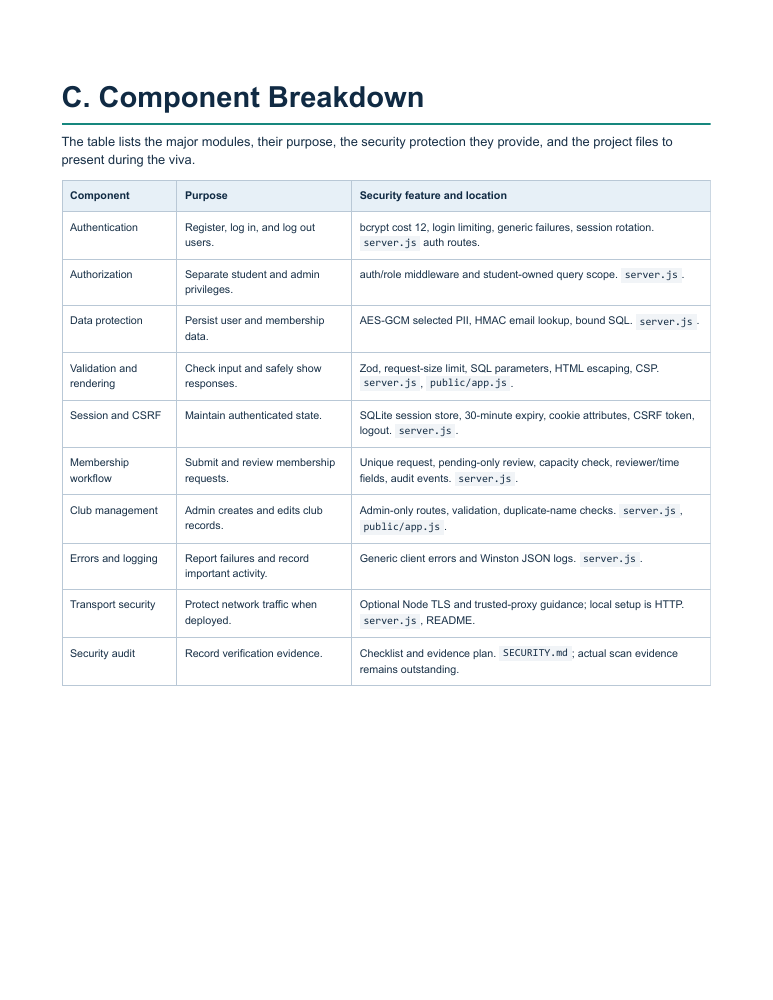 C. Component Breakdown
The table lists the major modules, their purpose, the security protection they provide, and the project files to
present during the viva.
Component Purpose Security feature and location
Authentication Register, log in, and log out bcrypt cost 12, login limiting, generic failures, session rotation.
users. server.js auth routes.
Authorization Separate student and admin auth/role middleware and student-owned query scope. server.js .
privileges.
Data protection Persist user and membership AES-GCM selected PII, HMAC email lookup, bound SQL. server.js .
data.
Validation and Check input and safely show Zod, request-size limit, SQL parameters, HTML escaping, CSP.
rendering responses. server.js , public/app.js .
Session and CSRF Maintain authenticated state. SQLite session store, 30-minute expiry, cookie attributes, CSRF token,
logout. server.js .
Membership Submit and review membership Unique request, pending-only review, capacity check, reviewer/time
workflow requests. fields, audit events. server.js .
Club management Admin creates and edits club Admin-only routes, validation, duplicate-name checks. server.js ,
records. public/app.js .
Errors and logging Report failures and record Generic client errors and Winston JSON logs. server.js .
important activity.
Transport security Protect network traffic when Optional Node TLS and trusted-proxy guidance; local setup is HTTP.
deployed. server.js , README.
Security audit Record verification evidence. Checklist and evidence plan. SECURITY.md ; actual scan evidence
remains outstanding.